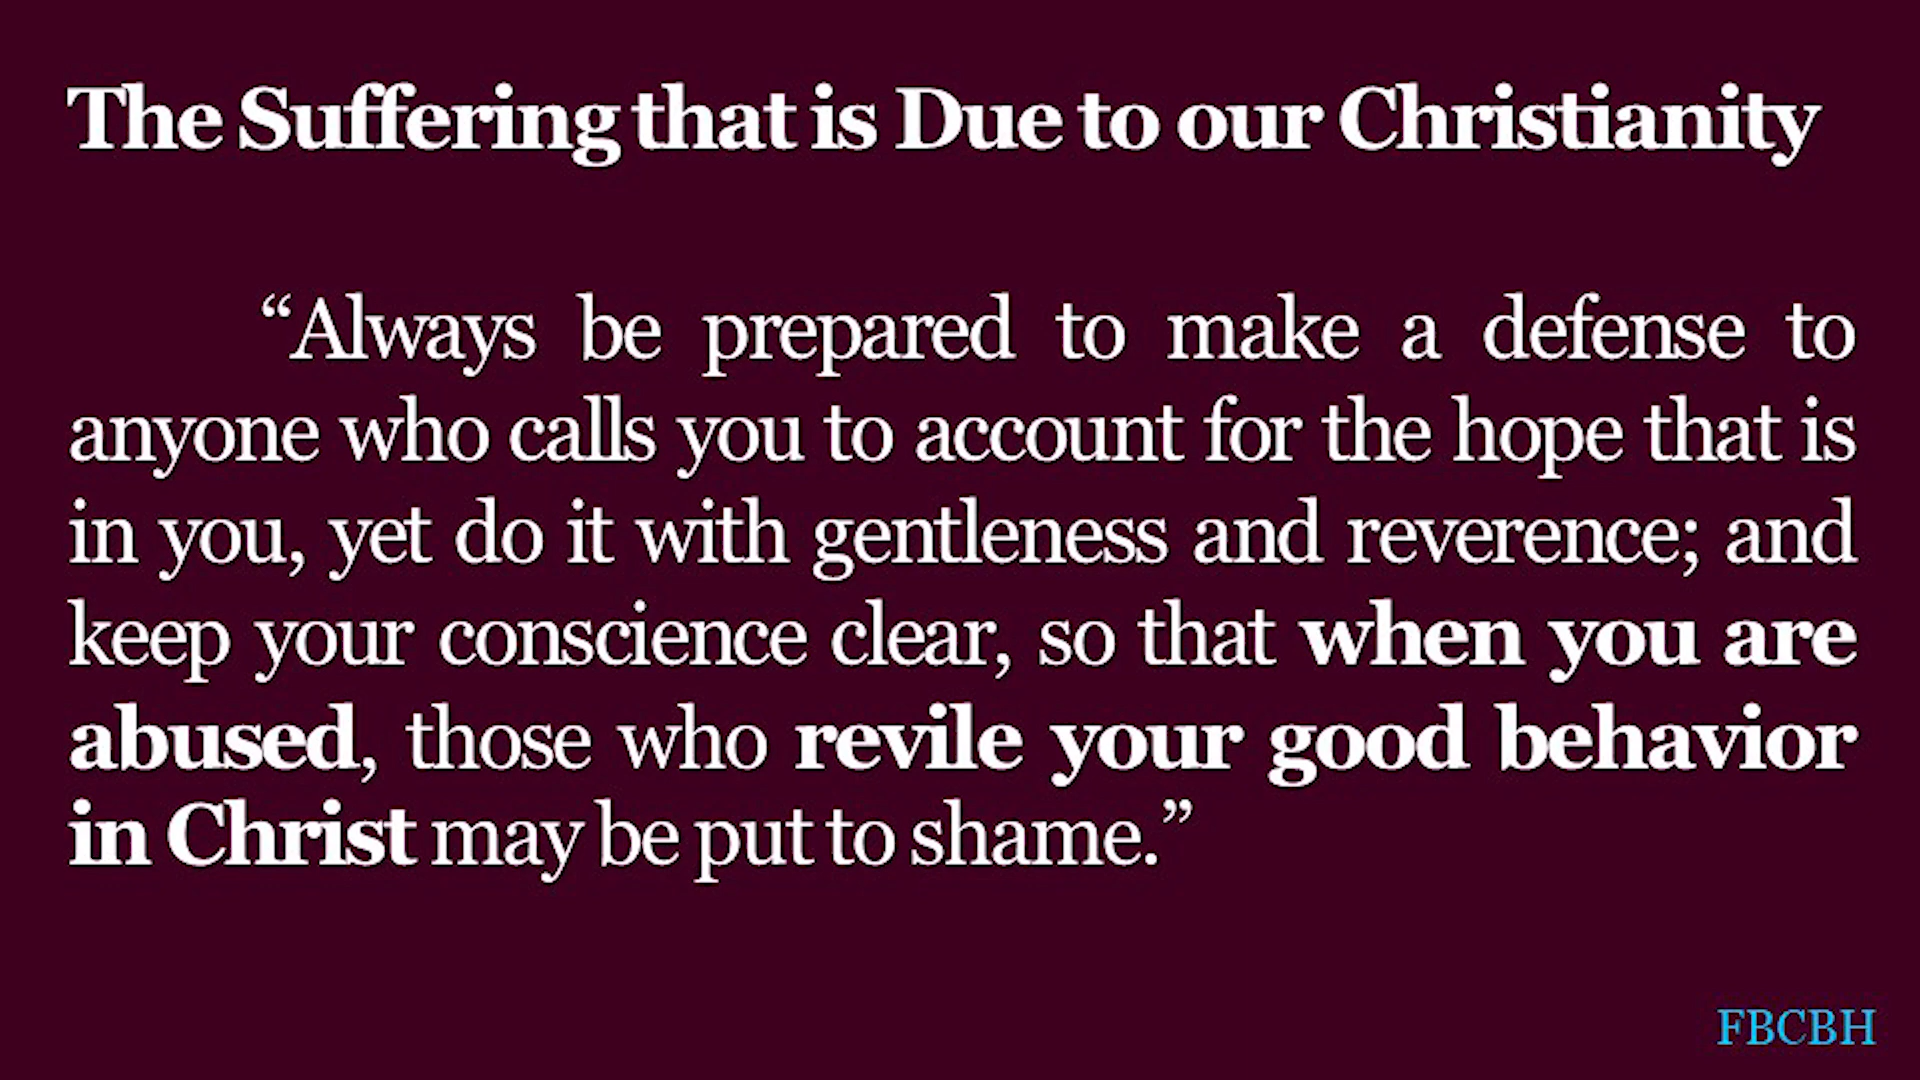 The Suffering that is Due to our Christianity
“Always be prepared to make a defense to
anyone who calls you to account for the hope that is
in you, yet do it with gentleness and reverence; and
keep your conscience clear, so that when you are
abused, those who revile your good behavior
in Christ may be put to shame.”
FBCBH